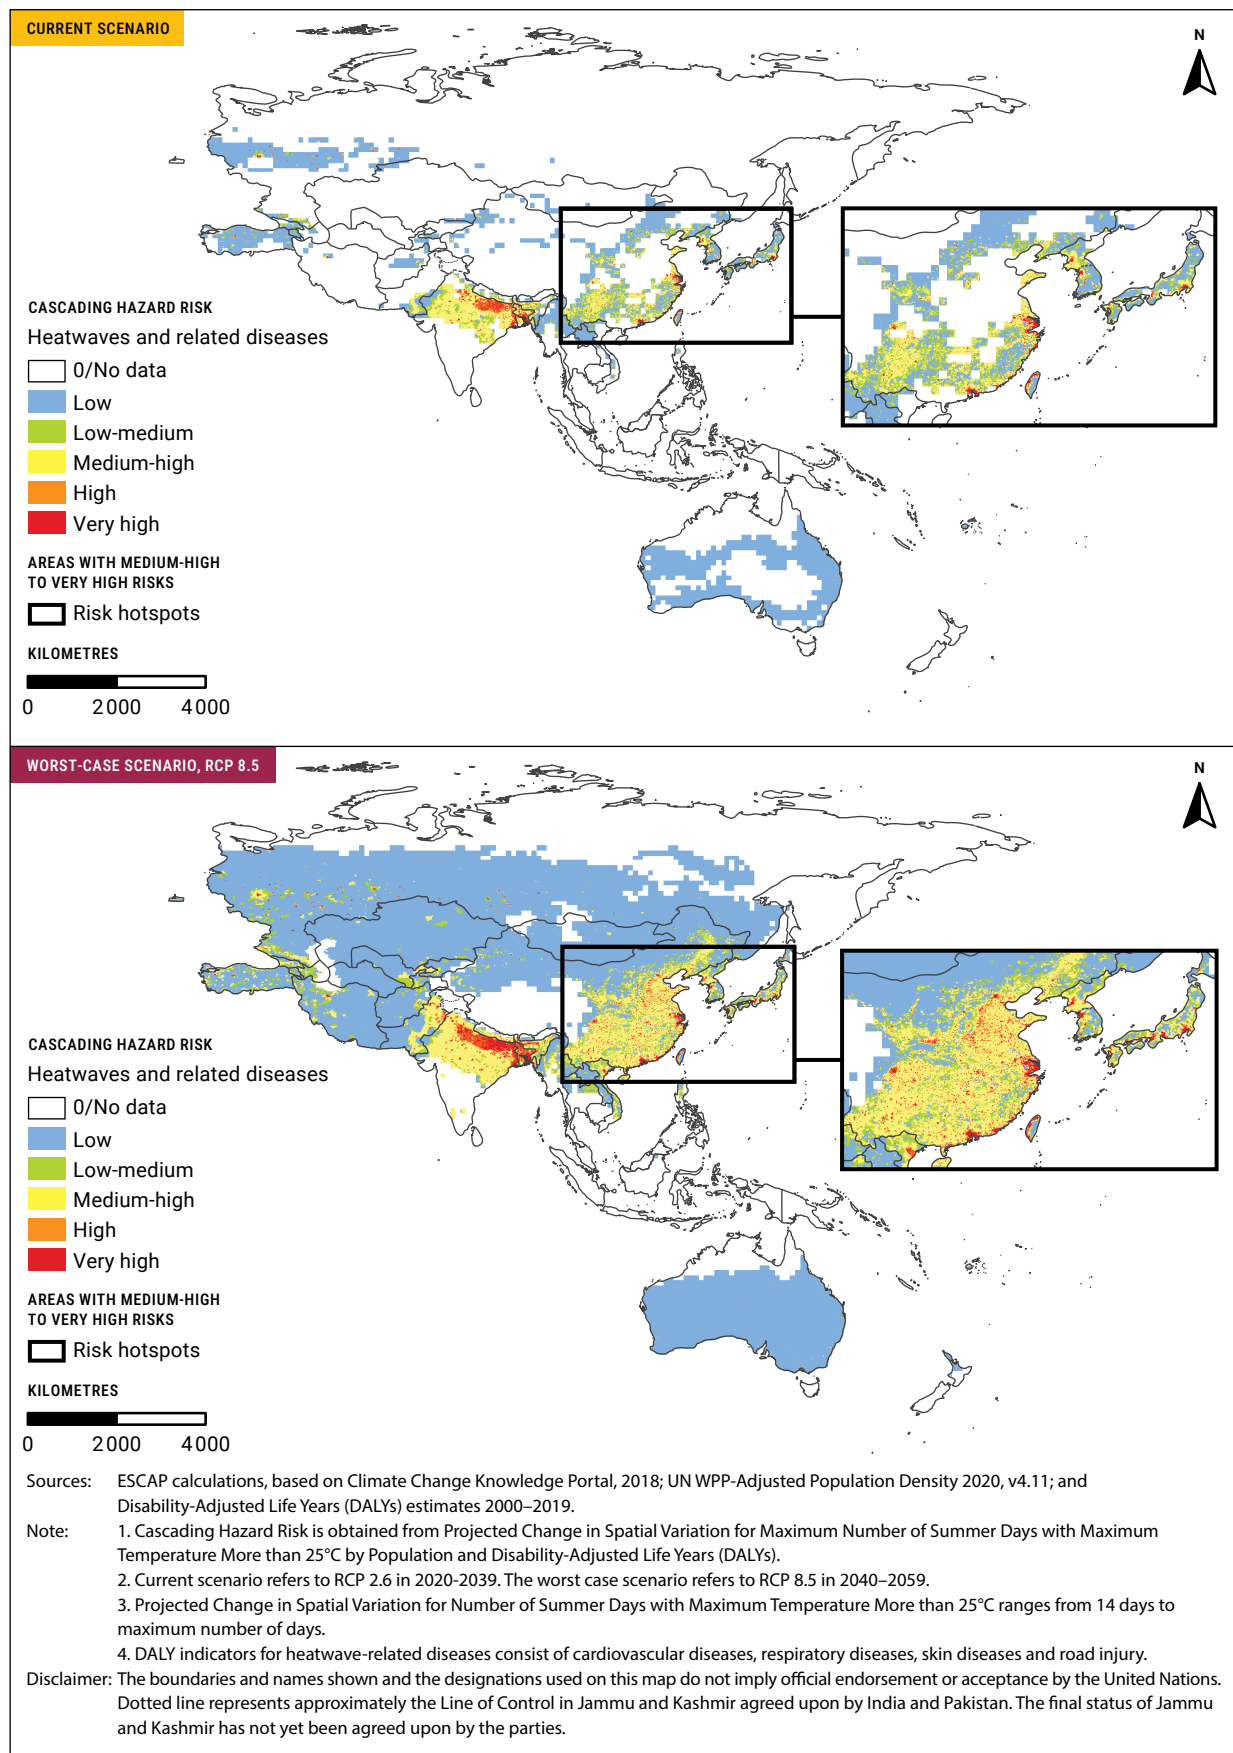 CURRENT SCENARIO
N
CASCADING HAZARD RISK
Heatwaves and related diseases
0/No data
Low
Low-medium
Medium-high
High
Very high
AREAS WITH MEDIUM-HIGH
TO VERY HIGH RISKS
Risk hotspots
KILOMETRES
0 2 000 4 000
WORST-CASE SCENARIO, RCP 8.5
N
CASCADING HAZARD RISK
Heatwaves and related diseases
0/No data
Low
Low-medium
Medium-high
High
Very high
AREAS WITH MEDIUM-HIGH
TO VERY HIGH RISKS
Risk hotspots
KILOMETRES
0 2 000 4 000
Sources: ESCAP calculations, based on Climate Change Knowledge Portal, 2018; UN WPP-Adjusted Population Density 2020, v4.11; and
Disability-Adjusted Life Years (DALYs) estimates 2000–2019.
Note: 1. Cascading Hazard Risk is obtained from Projected Change in Spatial Variation for Maximum Number of Summer Days with Maximum
Temperature More than 25°C by Population and Disability-Adjusted Life Years (DALYs).
2. Current scenario refers to RCP 2.6 in 2020-2039. The worst case scenario refers to RCP 8.5 in 2040–2059.
3. Projected Change in Spatial Variation for Number of Summer Days with Maximum Temperature More than 25°C ranges from 14 days to
maximum number of days.
4. DALY indicators for heatwave-related diseases consist of cardiovascular diseases, respiratory diseases, skin diseases and road injury.
Disclaimer: The boundaries and names shown and the designations used on this map do not imply official endorsement or acceptance by the United Nations.
Dotted line represents approximately the Line of Control in Jammu and Kashmir agreed upon by India and Pakistan. The final status of Jammu
and Kashmir has not yet been agreed upon by the parties.